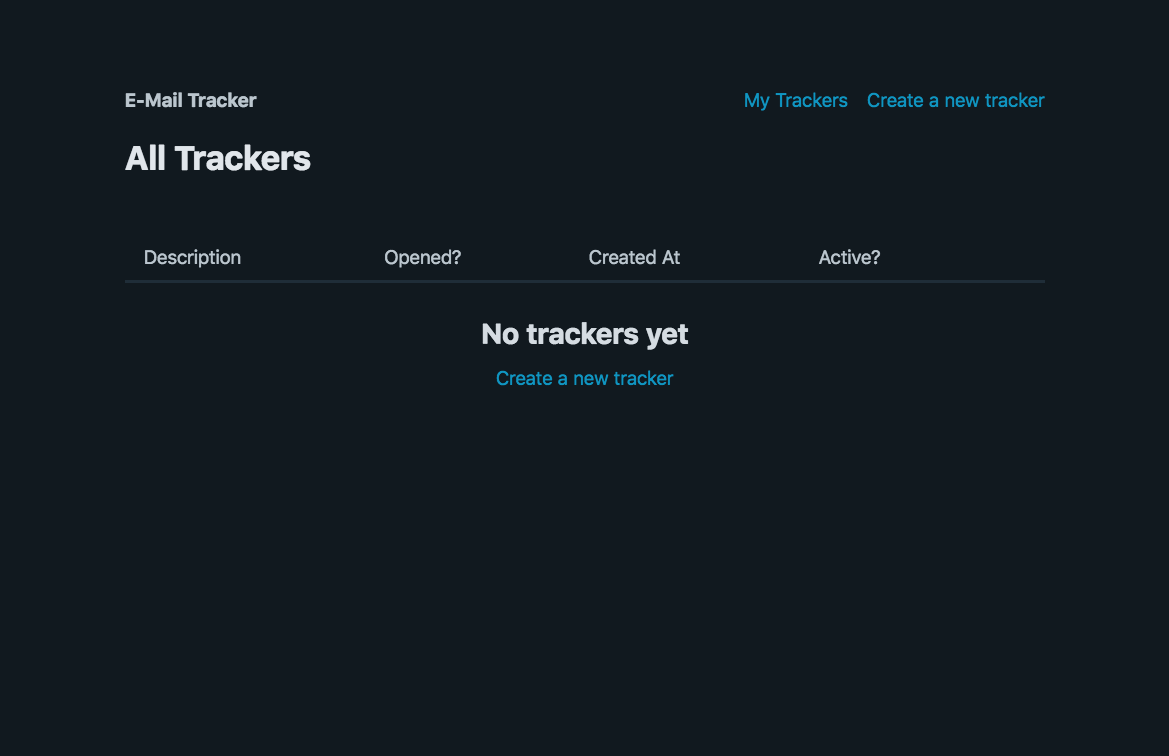 E-Mail Tracker
My Trackers
Create a new tracker
All Trackers
Description
Opened?
Created At
Active?
No trackers yet
Create a new tracker